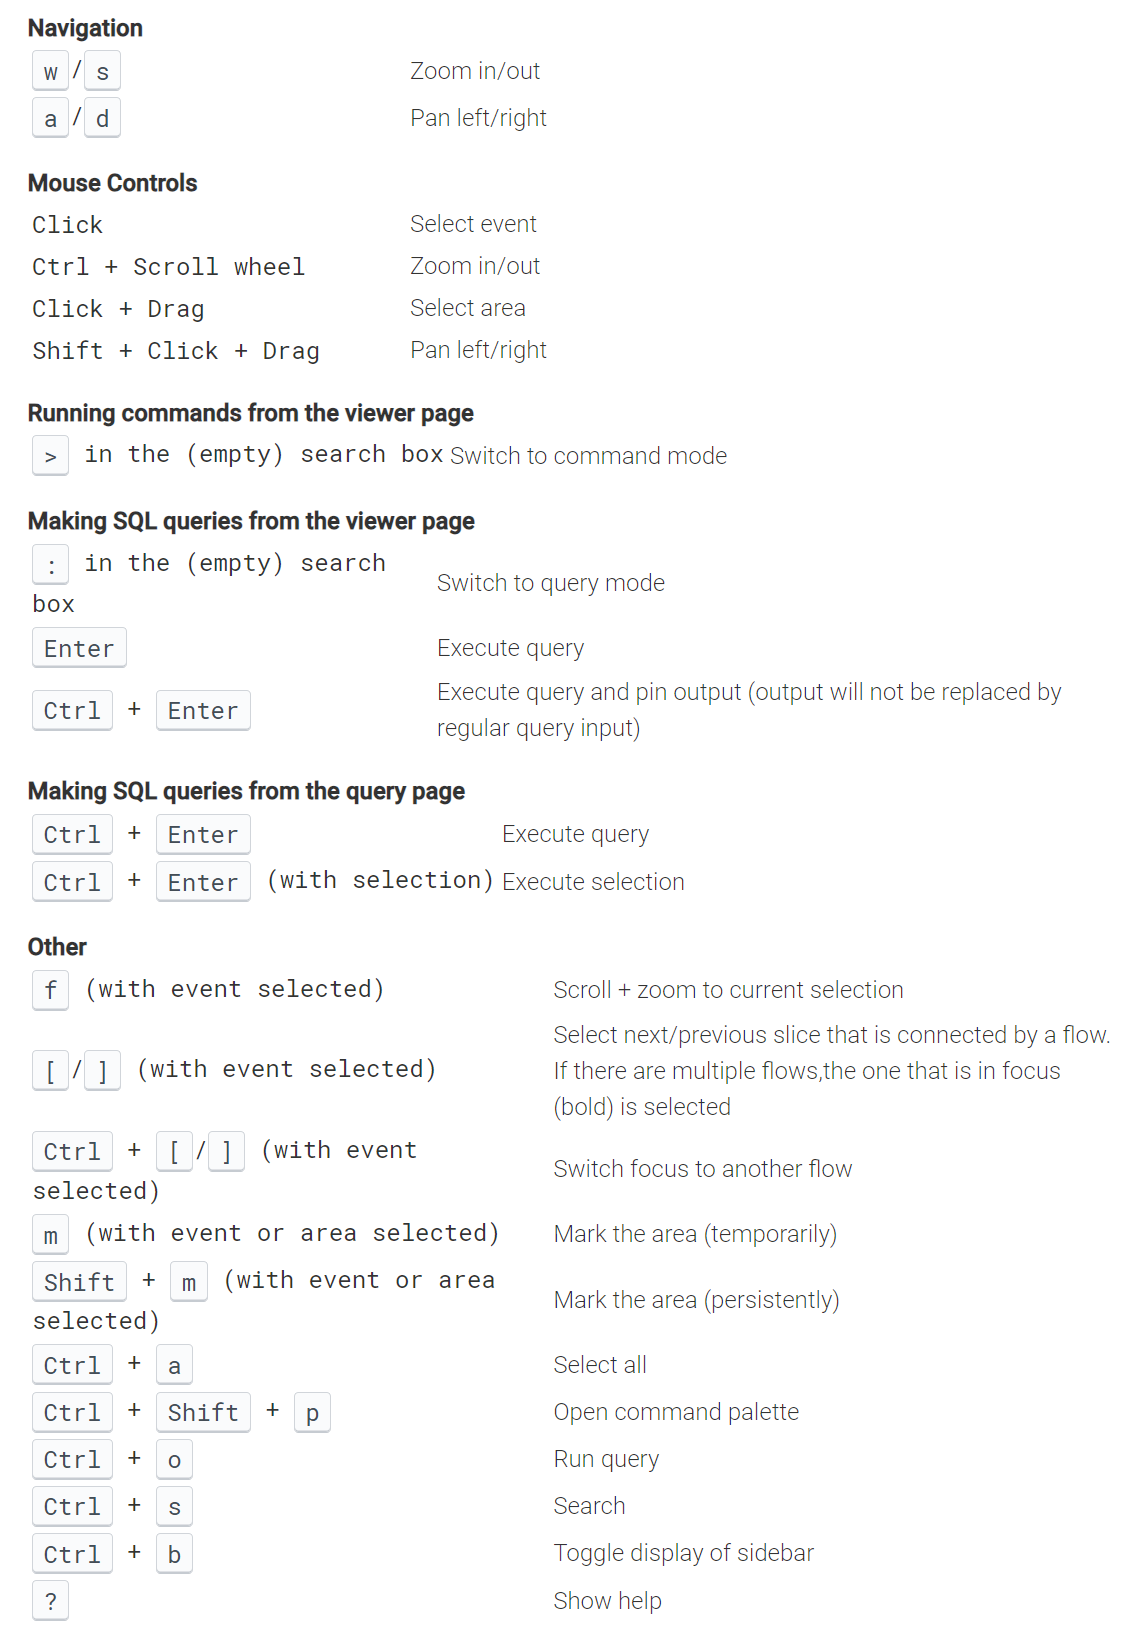 Navigation
w / s Zoom in/out
a / d Pan left/right
Mouse Controls
Click Select event
Ctrl + Scroll wheel Zoom in/out
Click + Drag Select area
Shift + Click + Drag Pan left/right
Running commands from the viewer page
> in the (empty) search box Switch to command mode
Making SQL queries from the viewer page
: in the (empty) search
box
Switch to query mode
Enter Execute query
Ctrl + Enter
Execute query and pin output (output will not be replaced by
regular query input)
Making SQL queries from the query page
Ctrl + Enter Execute query
Ctrl + Enter (with selection) Execute selection
Other
f (with event selected) Scroll + zoom to current selection
[ / ] (with event selected)
Select next/previous slice that is connected by a flow.
If there are multiple flows,the one that is in focus
(bold) is selected
Ctrl + [ / ] (with event
selected)
Switch focus to another flow
m (with event or area selected) Mark the area (temporarily)
Shift + m (with event or area
selected)
Mark the area (persistently)
Ctrl + a Select all
Ctrl + Shift + p Open command palette
Ctrl + o Run query
Ctrl + s Search
Ctrl + b Toggle display of sidebar
? Show help